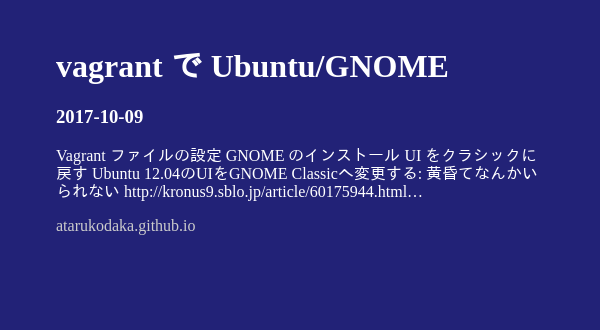 vagrant で Ubuntu/GNOME
2017-10-09
Vagrant ファイルの設定 GNOME のインストール UI をクラシックに
戻す Ubuntu 12.04のUIをGNOME Classicへ変更する: 黄昏てなんかい
られない http://kronus9.sblo.jp/article/60175944.html…
atarukodaka.github.io